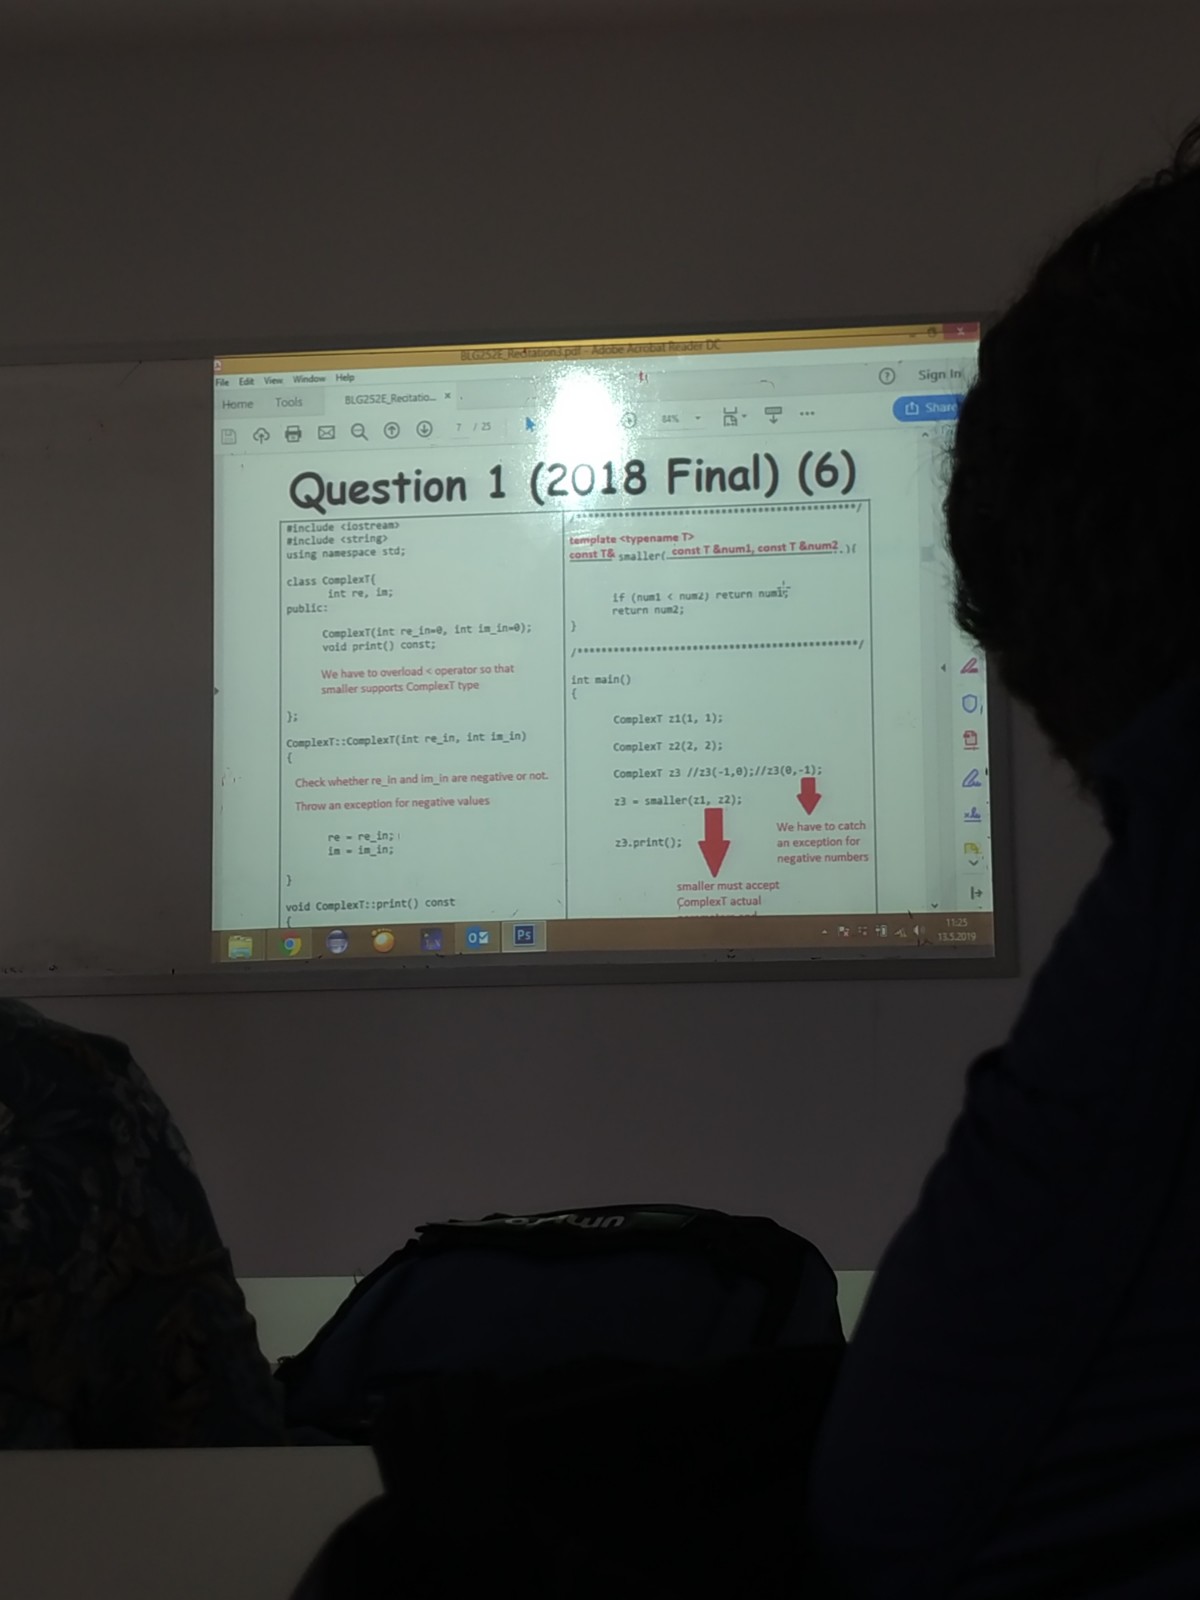 BLG252E_Recitation3.pdf - Adobe Acrobat Reader DC
File Edit View Window Help
Home Tools BLG252E_Recitatio... × Sign In
7 / 25 84% Share
Question 1 (2018 Final) (6)
#include <iostream>
#include <string>
using namespace std;
class ComplexT{
int re, im;
public:
ComplexT(int re_in=0, int im_in=0);
void print() const;
We have to overload < operator so that
smaller supports ComplexT type
};
ComplexT::ComplexT(int re_in, int im_in)
{
Check whether re_in and im_in are negative or not.
Throw an exception for negative values
re = re_in;
im = im_in;
}
void ComplexT::print() const
{
/***********************************************/
template <typename T>
const T& smaller( const T &num1, const T &num2 ..){
if (num1 < num2) return num1;
return num2;
}
/***********************************************/
int main()
{
ComplexT z1(1, 1);
ComplexT z2(2, 2);
ComplexT z3 //z3(-1,0);//z3(0,-1);
z3 = smaller(z1, z2);
z3.print();
We have to catch
an exception for
negative numbers
smaller must accept
ComplexT actual
Ps
11:25
13.5.2019